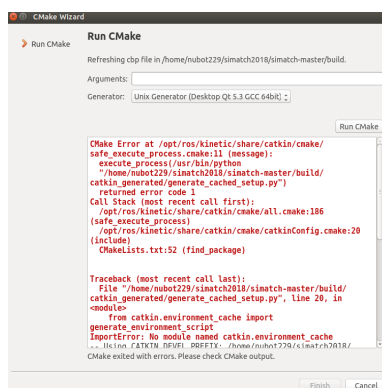 CMake Wizard
Run CMake
Run CMake
Refreshing cbp file in /home/nubot229/simatch2018/simatch-master/build.
Arguments:
Generator: Unix Generator (Desktop Qt 5.3 GCC 64bit)
Run CMake
CMake Error at /opt/ros/kinetic/share/catkin/cmake/
safe_execute_process.cmake:11 (message):
execute_process(/usr/bin/python
"/home/nubot229/simatch2018/simatch-master/build/
catkin_generated/generate_cached_setup.py")
returned error code 1
Call Stack (most recent call first):
/opt/ros/kinetic/share/catkin/cmake/all.cmake:186
(safe_execute_process)
/opt/ros/kinetic/share/catkin/cmake/catkinConfig.cmake:20
(include)
CMakeLists.txt:52 (find_package)
Traceback (most recent call last):
File "/home/nubot229/simatch2018/simatch-master/build/
catkin_generated/generate_cached_setup.py", line 20, in
<module>
from catkin.environment_cache import
generate_environment_script
ImportError: No module named catkin.environment_cache
-- Using CATKIN_DEVEL_PREFIX: /home/nubot229/simatch2018/
CMake exited with errors. Please check CMake output.
Finish
Cancel